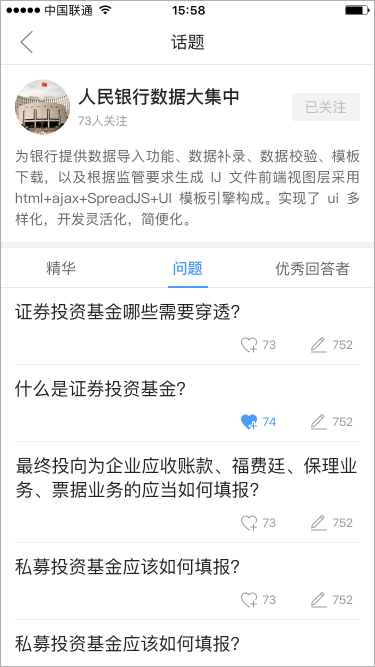 中国联通 15:58
话题
人民银行数据大集中
73人关注
已关注
为银行提供数据导入功能、数据补录、数据校验、模板
下载，以及根据监管要求生成 IJ 文件前端视图层采用
html+ajax+SpreadJS+UI 模板引擎构成。实现了 ui 多
样化，开发灵活化，简便化。
精华 问题 优秀回答者
证券投资基金哪些需要穿透?
73 752
什么是证券投资基金?
74 752
最终投向为企业应收账款、福费廷、保理业
务、票据业务的应当如何填报?
73 752
私募投资基金应该如何填报?
73 752
私募投资基金应该如何填报?